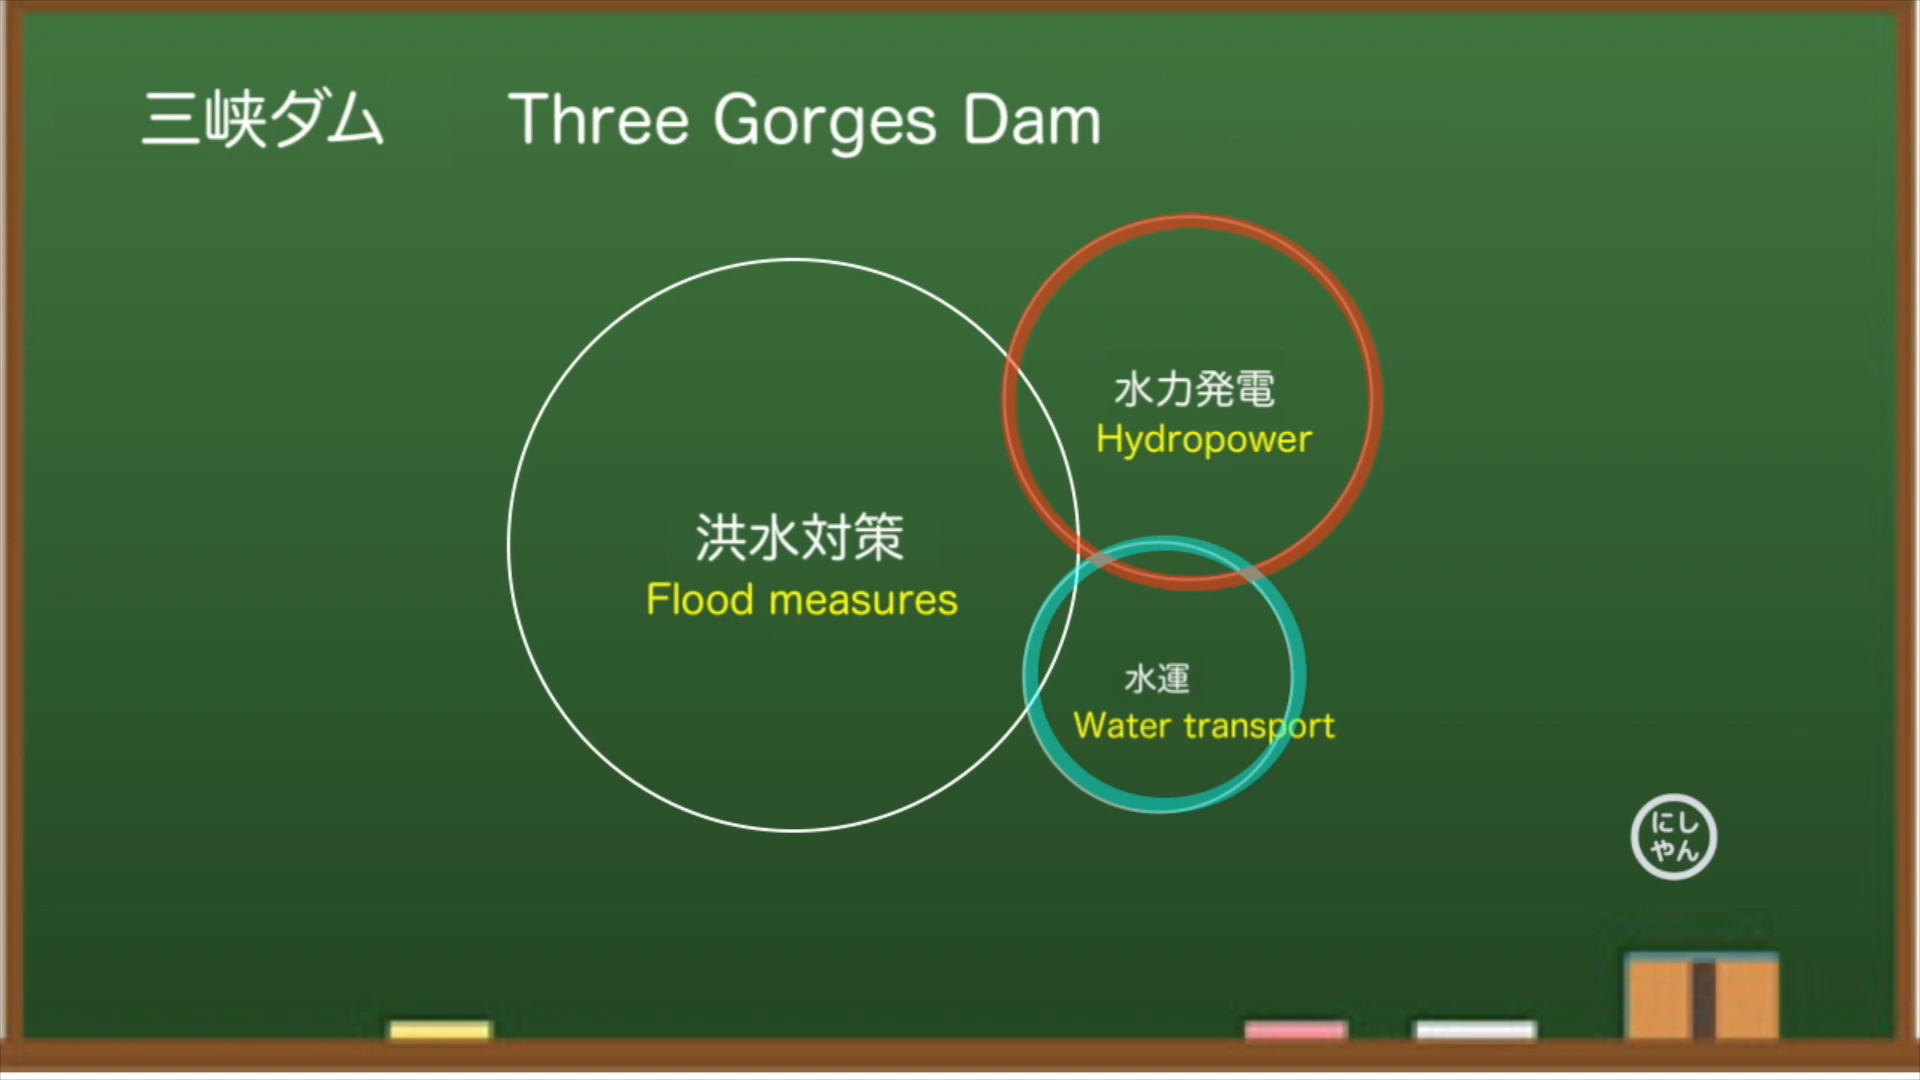 三峡ダム Three Gorges Dam
水力発電
Hydropower
洪水対策
Flood measures
水運
Water transport
にし
やん